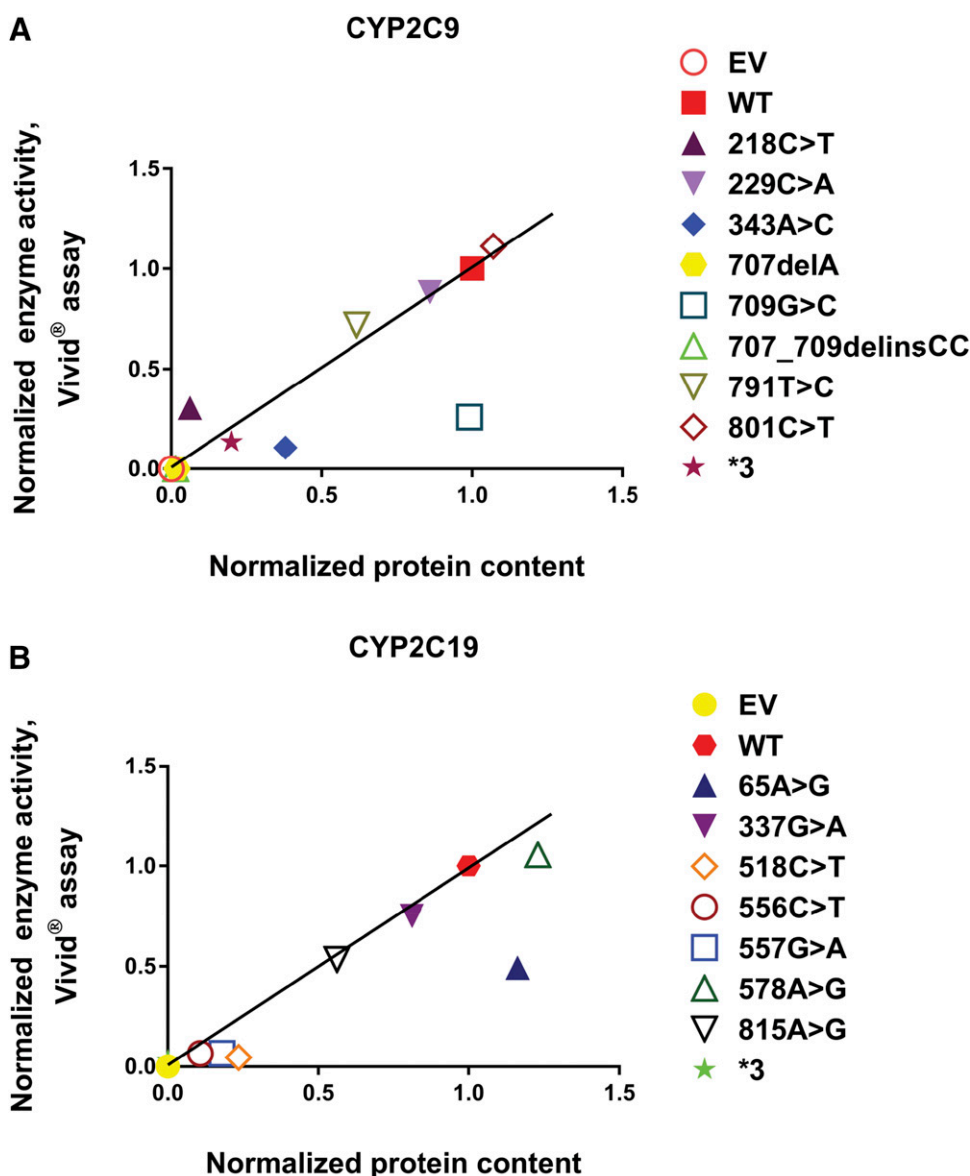 A
CYP2C9
Normalized enzyme activity,
Vivid® assay
1.5
1.0
0.5
0.0
0.0 0.5 1.0 1.5
Normalized protein content
EV
WT
218C>T
229C>A
343A>C
707delA
709G>C
707_709delinsCC
791T>C
801C>T
*3
B
CYP2C19
Normalized enzyme activity,
Vivid® assay
1.5
1.0
0.5
0.0
0.0 0.5 1.0 1.5
Normalized protein content
EV
WT
65A>G
337G>A
518C>T
556C>T
557G>A
578A>G
815A>G
*3